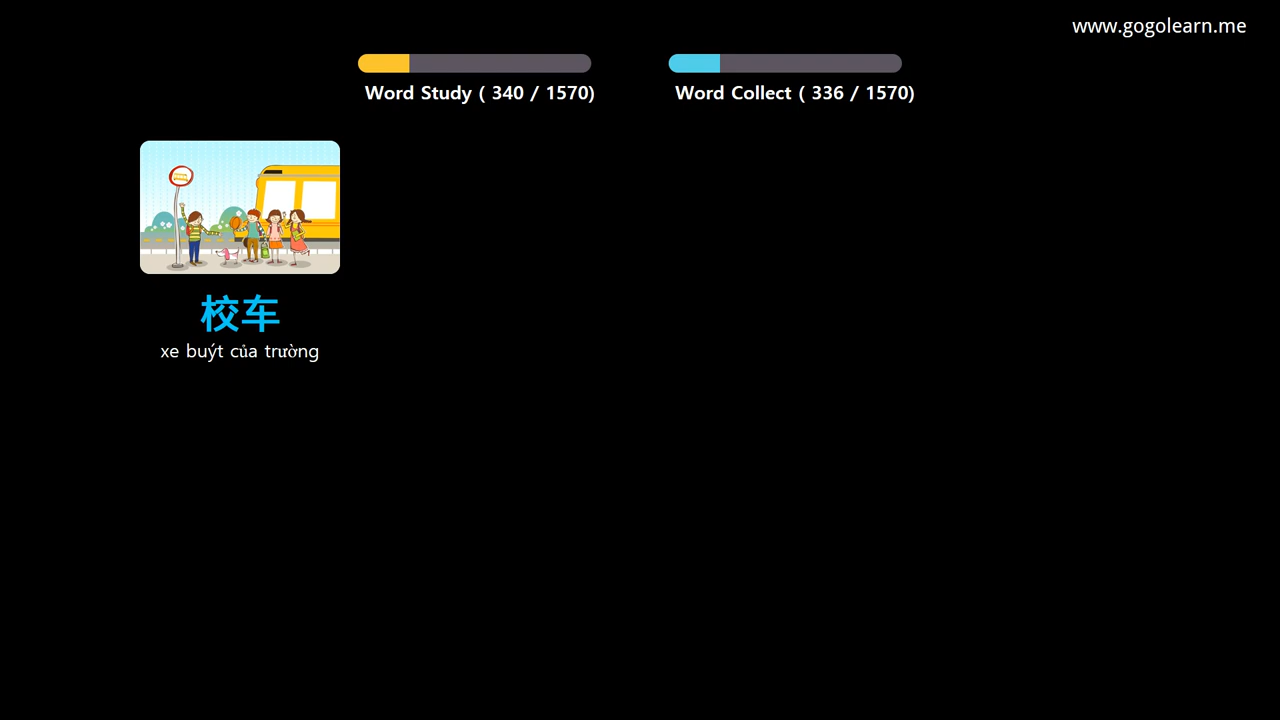 www.gogolearn.me
Word Study ( 340 / 1570)
Word Collect ( 336 / 1570)
校车
xe buýt của trường